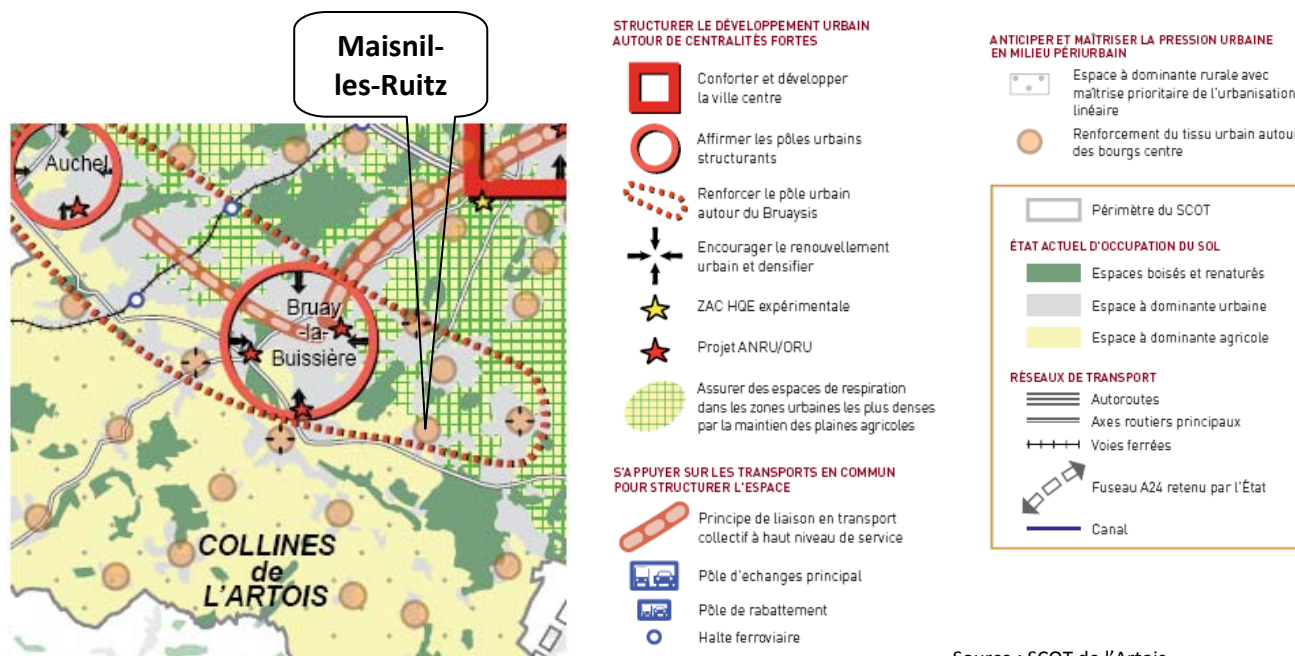 Maisnil-
les-Ruitz
Auchel
Bruay
-la-
Buissière
COLLINES
de
L'ARTOIS
STRUCTURER LE DÉVELOPPEMENT URBAIN
AUTOUR DE CENTRALITÉS FORTES
Conforter et développer
la ville centre
Affirmer les pôles urbains
structurants
Renforcer le pôle urbain
autour du Bruaysis
Encourager le renouvellement
urbain et densifier
ZAC HQE expérimentale
Projet ANRU/ORU
Assurer des espaces de respiration
dans les zones urbaines les plus denses
par la maintien des plaines agricoles
S'APPUYER SUR LES TRANSPORTS EN COMMUN
POUR STRUCTURER L'ESPACE
Principe de liaison en transport
collectif à haut niveau de service
Pôle d'echanges principal
Pôle de rabattement
Halte ferroviaire
ANTICIPER ET MAÎTRISER LA PRESSION URBAINE
EN MILIEU PÉRIURBAIN
Espace à dominante rurale avec
maîtrise prioritaire de l'urbanisation
linéaire
Renforcement du tissu urbain autour
des bourgs centre
Périmètre du SCOT
ÉTAT ACTUEL D'OCCUPATION DU SOL
Espaces boisés et renaturés
Espace à dominante urbaine
Espace à dominante agricole
RÉSEAUX DE TRANSPORT
Autoroutes
Axes routiers principaux
Voies ferrées
Fuseau A24 retenu par l'État
Canal
Source : SCOT de l'Artois